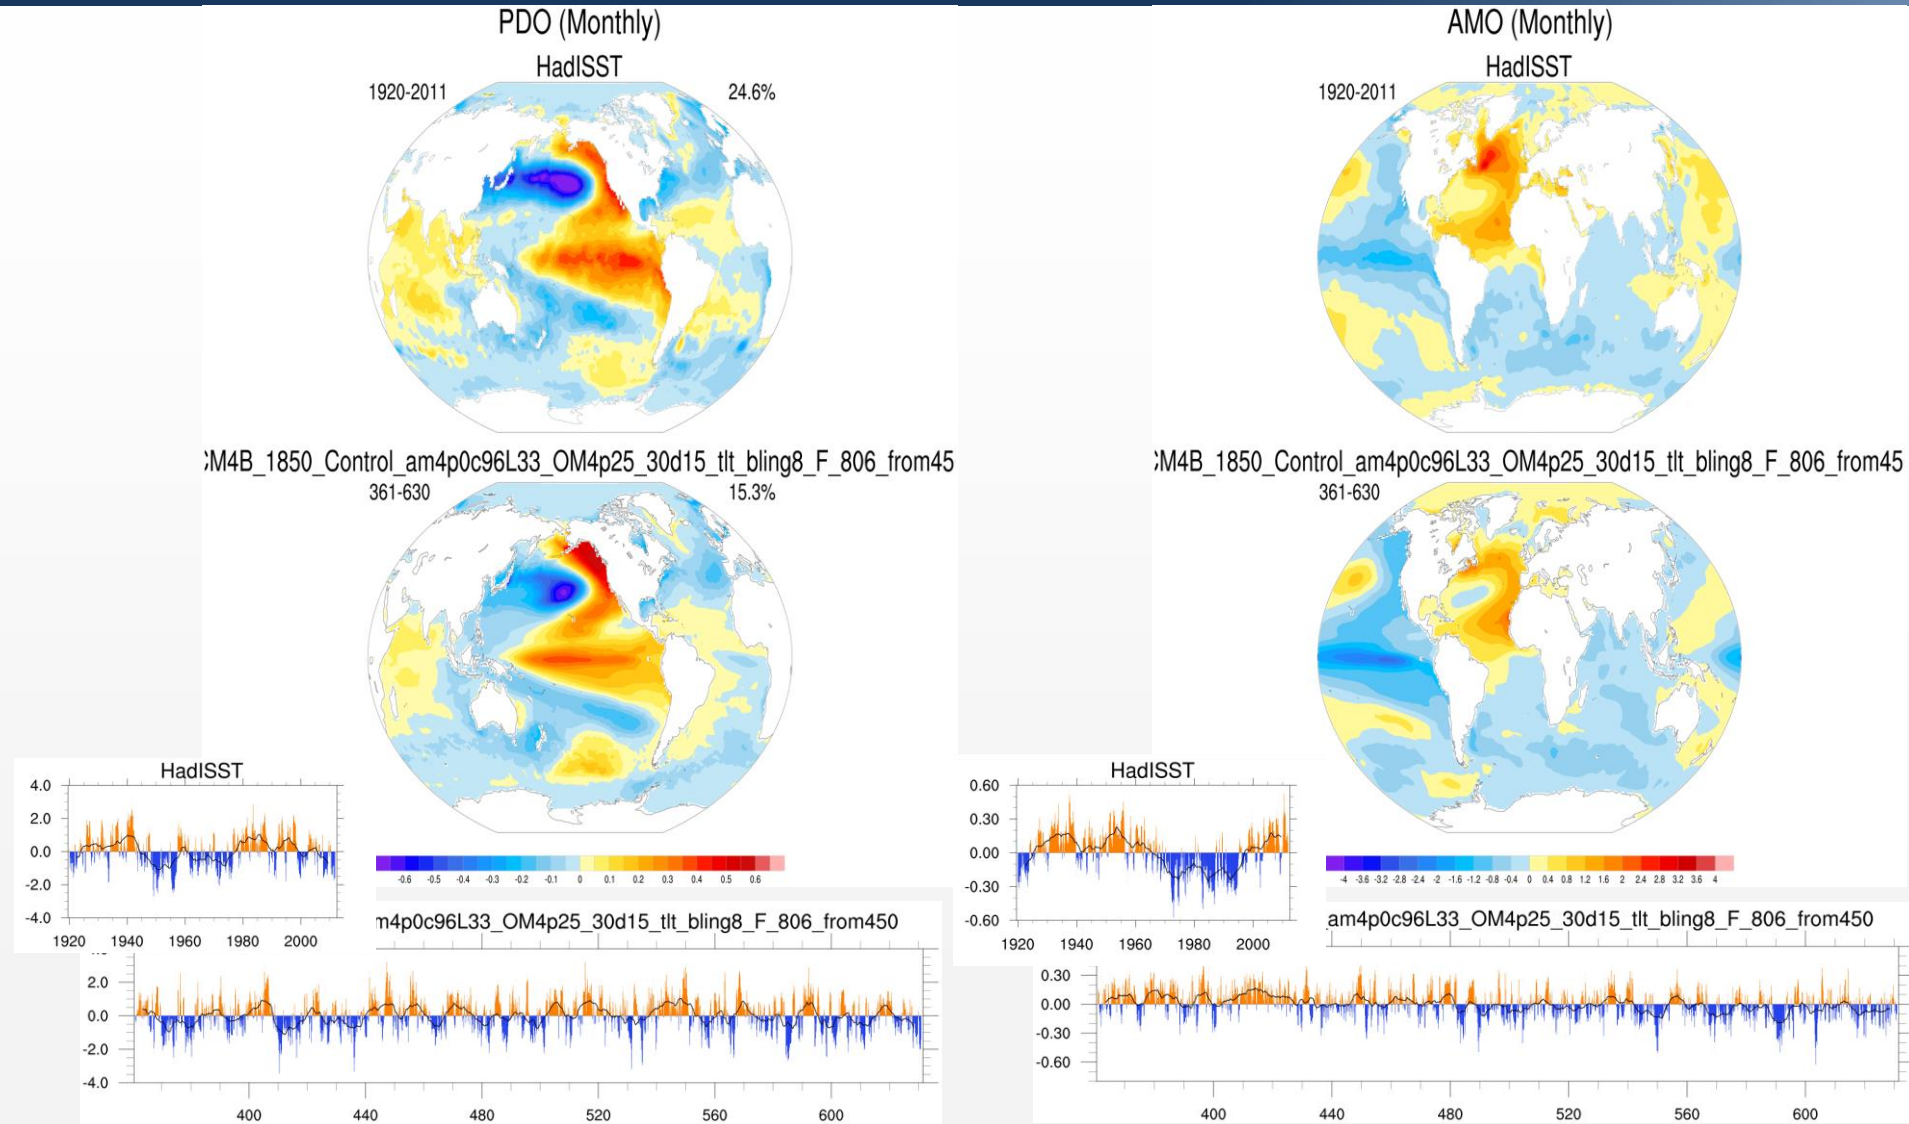 PDO (Monthly)
HadISST
1920-2011
24.6%
CM4B_1850_Control_am4p0c96L33_OM4p25_30d15_tlt_bling8_F_806_from45
361-630
15.3%
-0.6 -0.5 -0.4 -0.3 -0.2 -0.1 0 0.1 0.2 0.3 0.4 0.5 0.6
HadISST
4.0
2.0
0.0
-2.0
-4.0
1920 1940 1960 1980 2000
m4p0c96L33_OM4p25_30d15_tlt_bling8_F_806_from450
2.0
0.0
-2.0
-4.0
400 440 480 520 560 600
AMO (Monthly)
HadISST
1920-2011
CM4B_1850_Control_am4p0c96L33_OM4p25_30d15_tlt_bling8_F_806_from45
361-630
-4 -3.6 -3.2 -2.8 -2.4 -2 -1.6 -1.2 -0.8 -0.4 0 0.4 0.8 1.2 1.6 2 2.4 2.8 3.2 3.6 4
HadISST
0.60
0.30
0.00
-0.30
-0.60
1920 1940 1960 1980 2000
am4p0c96L33_OM4p25_30d15_tlt_bling8_F_806_from450
0.30
0.00
-0.30
-0.60
400 440 480 520 560 600